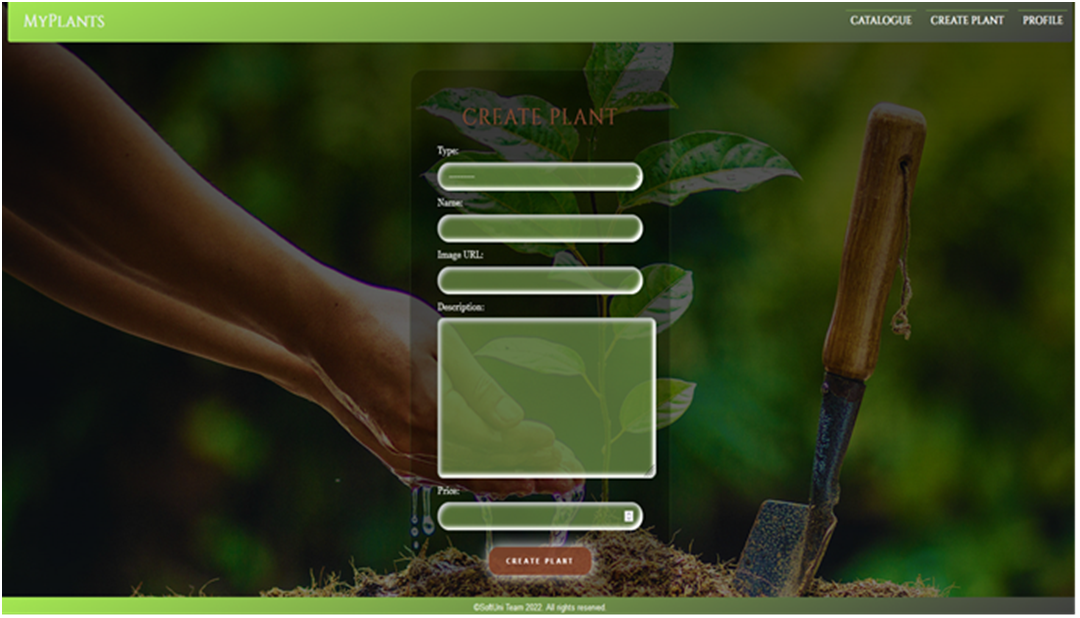 MyPlants
CATALOGUE CREATE PLANT PROFILE
CREATE PLANT
Type:
---------
Name:
Image URL:
Description:
Price:
CREATE PLANT
©SoftUni Team 2022. All rights reserved.